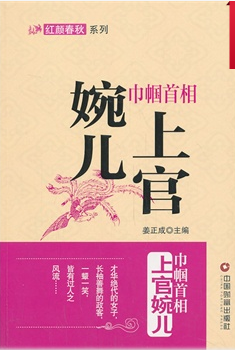 红颜春秋 系列
巾帼首相
上官
婉儿
姜正成◎主编
巾帼首相
上官婉儿
才华绝代的女子，
长袖善舞的政客，
一颦一笑，
皆有过人之
风流……
中国财富出版社